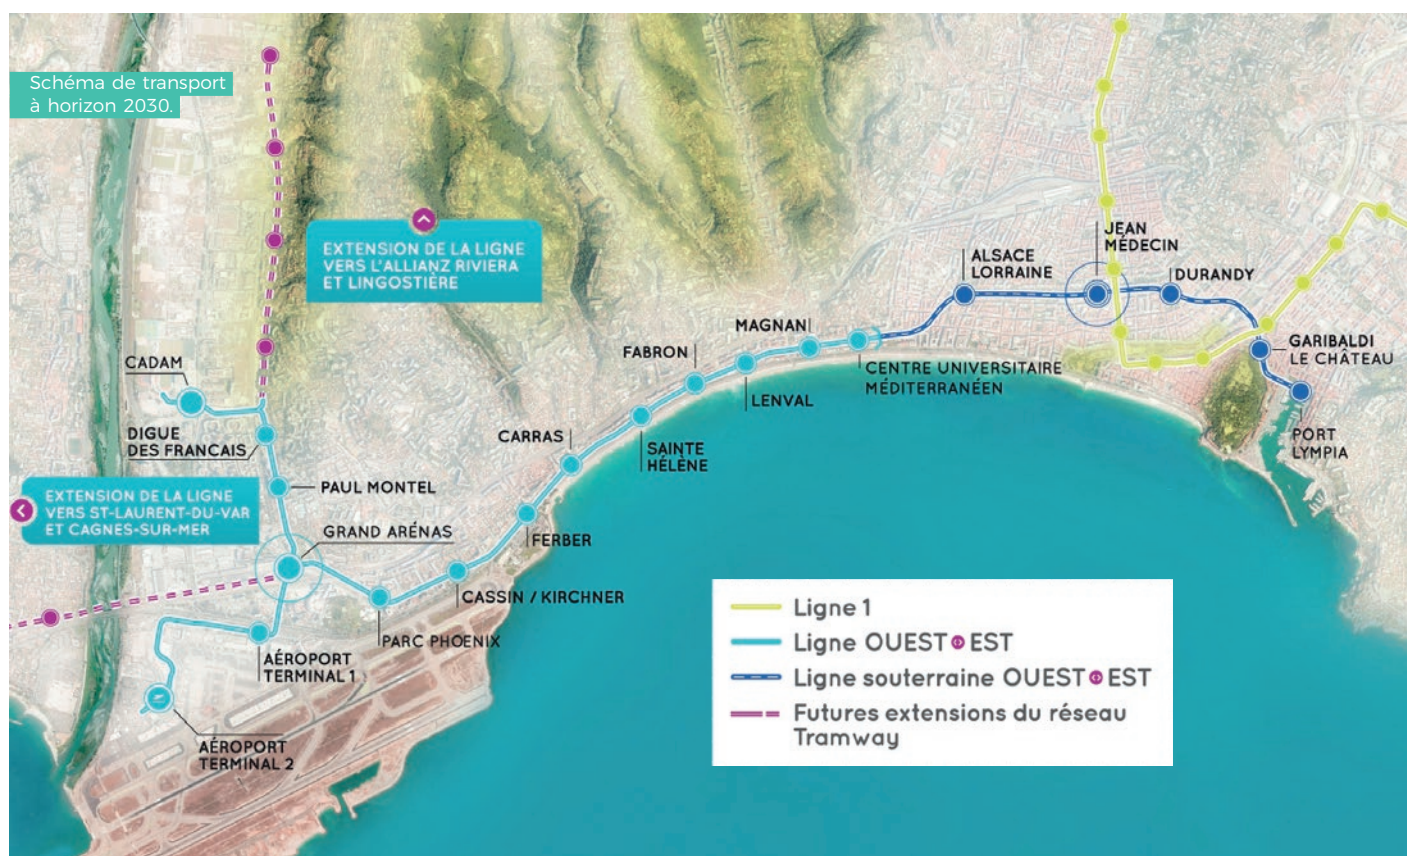 Schéma de transport
à horizon 2030.
EXTENSION DE LA LIGNE
VERS L'ALLIANZ RIVIERA
ET LINGOSTIÈRE
JEAN
MÉDECIN
ALSACE
LORRAINE
DURANDY
MAGNAN
GARIBALDI
LE CHÂTEAU
FABRON
CADAM
CENTRE UNIVERSITAIRE
MÉDITERRANÉEN
LENVAL
DIGUE
DES FRANCAIS
CARRAS
SAINTE
HÉLÈNE
PORT
LYMPIA
PAUL MONTEL
EXTENSION DE LA LIGNE
VERS ST-LAURENT-DU-VAR
ET CAGNES-SUR-MER
GRAND ARÉNAS
FERBER
CASSIN / KIRCHNER
PARC PHOENIX
AÉROPORT
TERMINAL 1
AÉROPORT
TERMINAL 2
Ligne 1
Ligne OUEST EST
Ligne souterraine OUEST EST
Futures extensions du réseau
Tramway